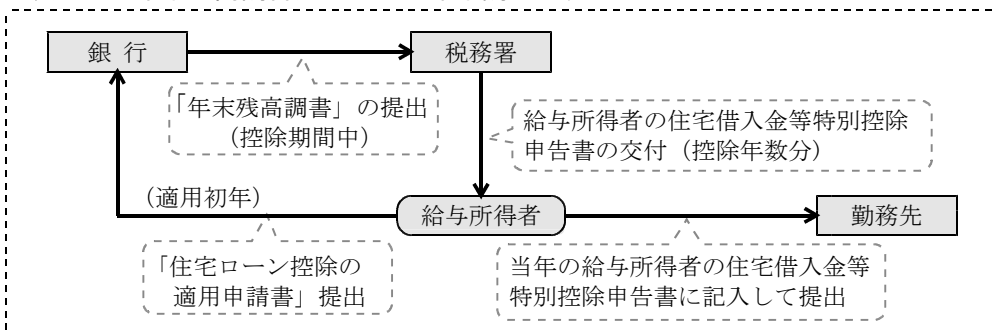 銀 行
税務署
「年末残高調書」の提出
(控除期間中)
給与所得者の住宅借入金等特別控除
申告書の交付(控除年数分)
(適用初年)
給与所得者
勤務先
「住宅ローン控除の
適用申請書」提出
当年の給与所得者の住宅借入金等
特別控除申告書に記入して提出